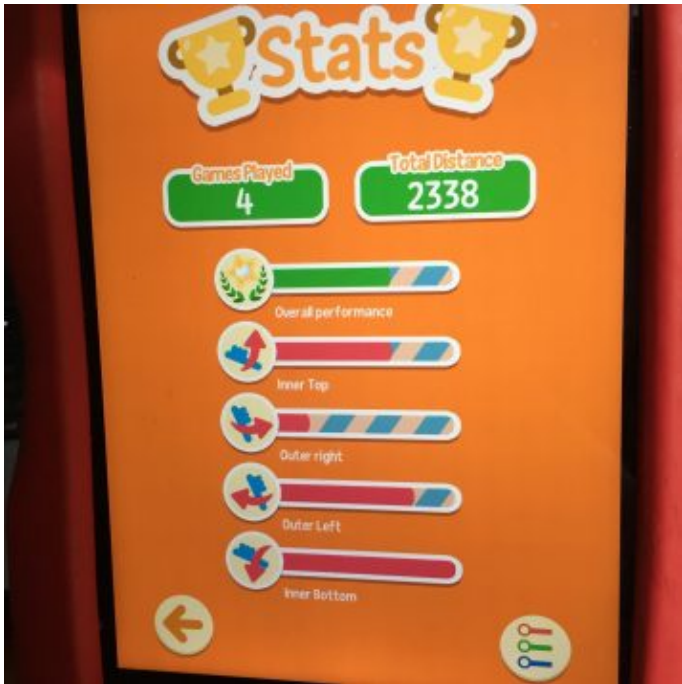 Stats
Games Played
Total Distance
4
2338
Overall performance
Inner Top
Outer right
Outer Left
Inner Bottom